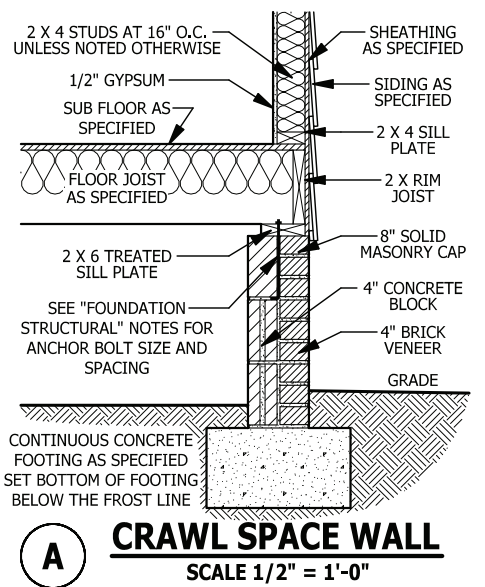 2 X 4 STUDS AT 16" O.C.
UNLESS NOTED OTHERWISE
1/2" GYPSUM
SUB FLOOR AS
SPECIFIED
FLOOR JOIST
AS SPECIFIED
2 X 6 TREATED
SILL PLATE
SEE "FOUNDATION
STRUCTURAL" NOTES FOR
ANCHOR BOLT SIZE AND
SPACING
SHEATHING
AS SPECIFIED
SIDING AS
SPECIFIED
2 X 4 SILL
PLATE
2 X RIM
JOIST
8" SOLID
MASONRY CAP
4" CONCRETE
BLOCK
4" BRICK
VENEER
GRADE
CONTINUOUS CONCRETE
FOOTING AS SPECIFIED
SET BOTTOM OF FOOTING
BELOW THE FROST LINE
A
CRAWL SPACE WALL
SCALE 1/2" = 1'-0"